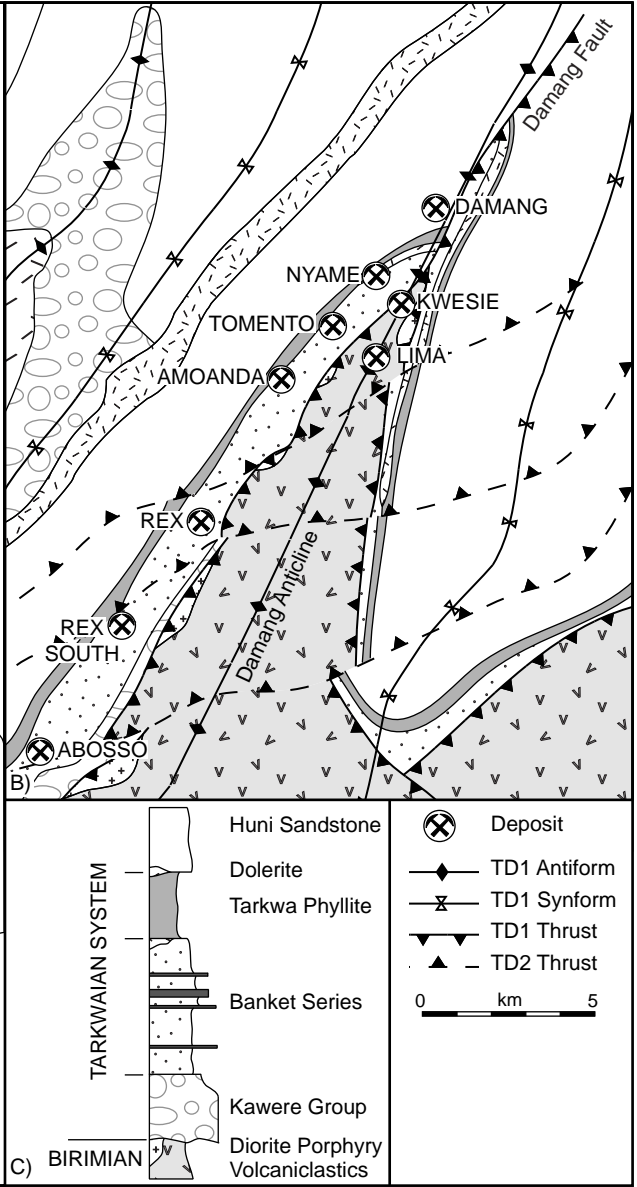 Damang Fault
DAMANG
NYAME
KWESIE
TOMENTO
LIMA
AMOANDA
REX
Damang Anticline
REX
SOUTH
ABOSSO
B)
TARKWAIAN SYSTEM
Huni Sandstone
Dolerite
Tarkwa Phyllite
Banket Series
Kawere Group
BIRIMIAN
Diorite Porphyry
Volcaniclastics
C)
Deposit
TD1 Antiform
TD1 Synform
TD1 Thrust
TD2 Thrust
0 km 5